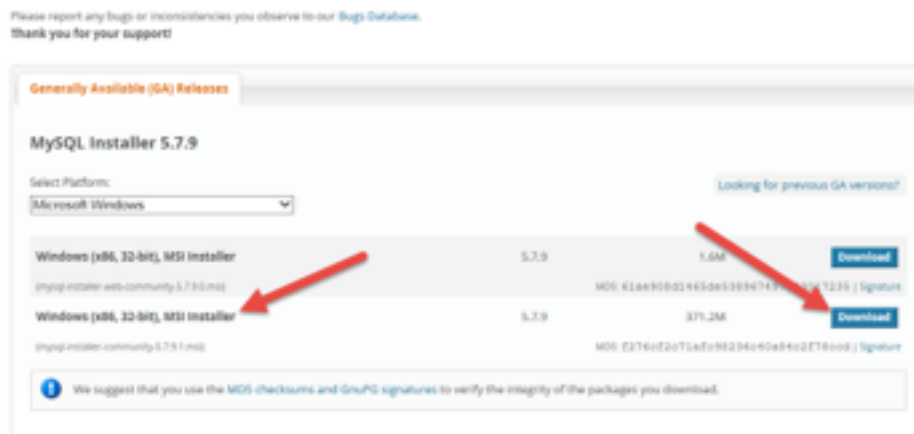 Please report any bugs or inconsistencies you observe to our Bugs Database.
Thank you for your support!
Generally Available (GA) Releases
MySQL Installer 5.7.9
Select Platform:
Looking for previous GA versions?
Microsoft Windows
Windows (x86, 32-bit), MSI Installer 5.7.9 1.6M Download
(mysql-installer-web-community-5.7.9.0.msi) MD5: | Signature
Windows (x86, 32-bit), MSI Installer 5.7.9 371.2M Download
(mysql-installer-community-5.7.9.1.msi) MD5: | Signature
We suggest that you use the MD5 checksums and GnuPG signatures to verify the integrity of the packages you download.